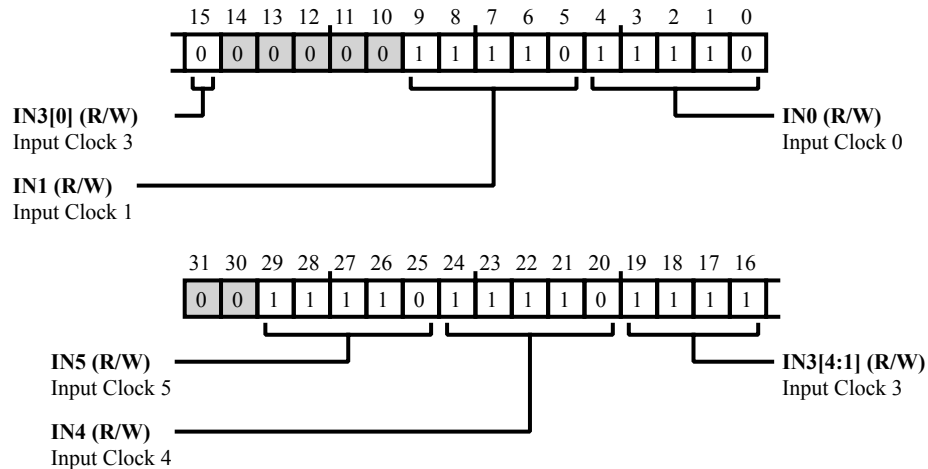 15 14 13 12 11 10 9 8 7 6 5 4 3 2 1 0
0 0 0 0 0 0 1 1 1 1 0 1 1 1 1 0
IN3[0] (R/W)
Input Clock 3
IN0 (R/W)
Input Clock 0
IN1 (R/W)
Input Clock 1
31 30 29 28 27 26 25 24 23 22 21 20 19 18 17 16
0 0 1 1 1 1 0 1 1 1 1 0 1 1 1 1
IN5 (R/W)
Input Clock 5
IN3[4:1] (R/W)
Input Clock 3
IN4 (R/W)
Input Clock 4